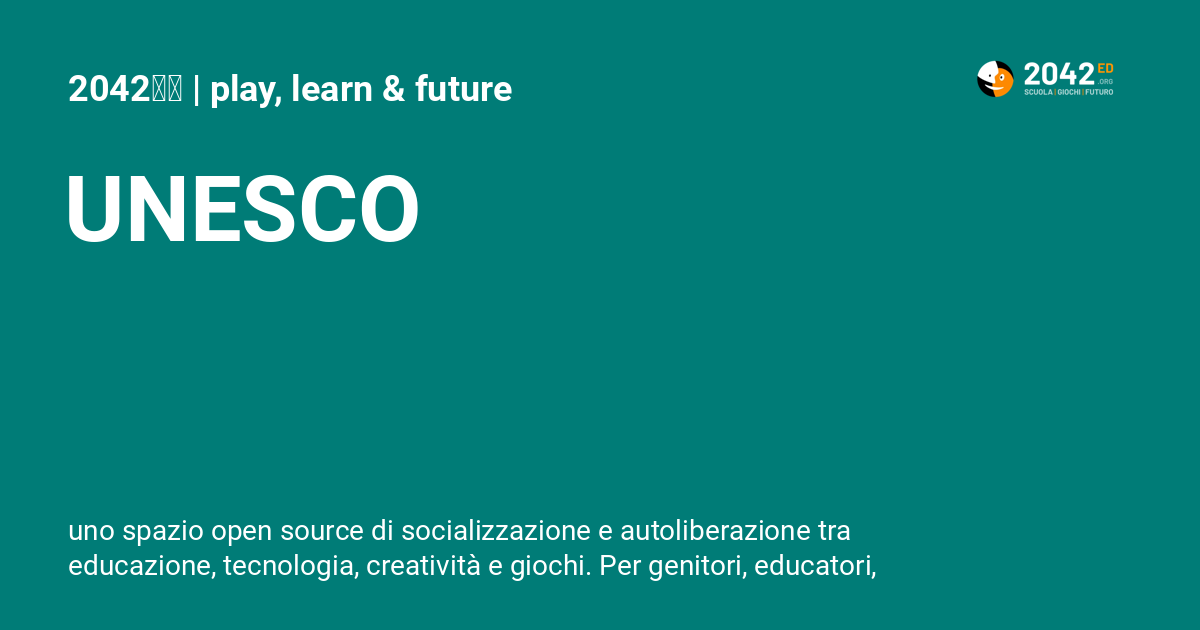 2042 | play, learn & future
2042 ED
.ORG
SCUOLA | GIOCHI | FUTURO
UNESCO
uno spazio open source di socializzazione e autoliberazione tra
educazione, tecnologia, creatività e giochi. Per genitori, educatori,